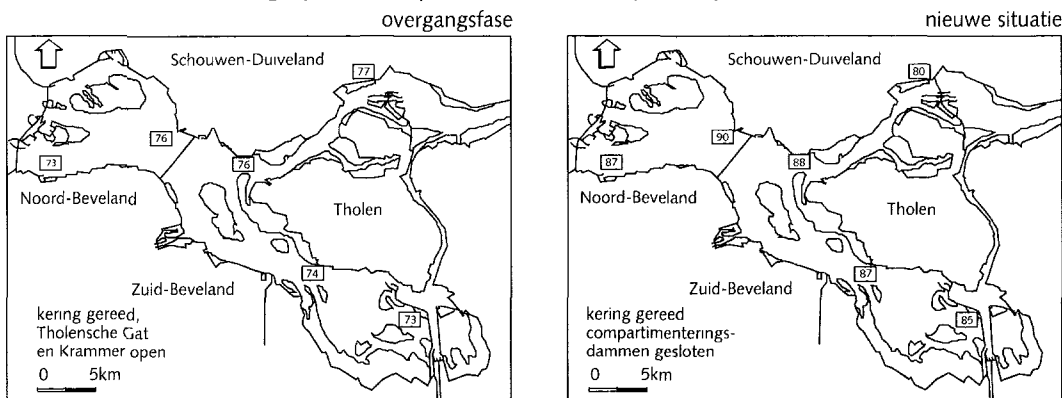 overgangsfase
Schouwen-Duiveland
77
76
73
76
Noord-Beveland
Tholen
74
Zuid-Beveland
73
kering gereed,
Tholensche Gat
en Krammer open
0 5km
nieuwe situatie
Schouwen-Duiveland
80
90
87
88
Noord-Beveland
Tholen
87
Zuid-Beveland
85
kering gereed
compartimenterings-
dammen gesloten
0 5km